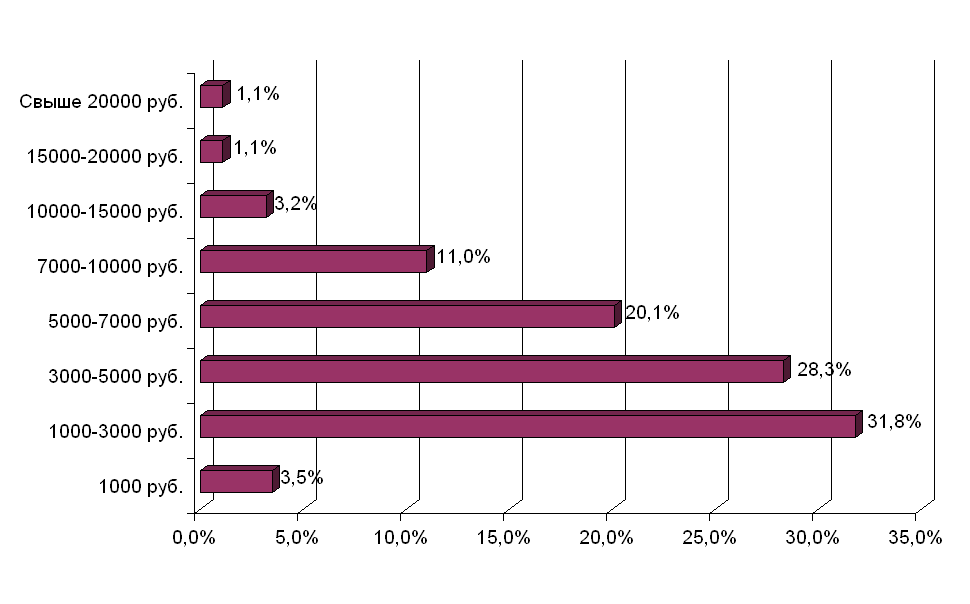 Свыше 20000 руб. 1,1%
15000-20000 руб. 1,1%
10000-15000 руб. 3,2%
7000-10000 руб. 11,0%
5000-7000 руб. 20,1%
3000-5000 руб. 28,3%
1000-3000 руб. 31,8%
1000 руб. 3,5%
0,0% 5,0% 10,0% 15,0% 20,0% 25,0% 30,0% 35,0%